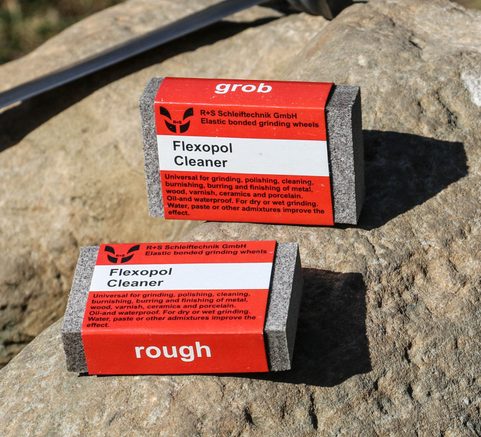 grob
R+S
R+S Schleiftechnik GmbH
Elastic bonded grinding wheels
Flexopol
Cleaner
Universal for grinding, polishing, cleaning,
burnishing, burring and finishing of metal,
wood, varnish, ceramics and porcelain.
Oil-and waterproof. For dry or wet grinding.
Water, paste or other admixtures improve the
effect.
R+S Schleiftechnik GmbH
Elastic bonded grinding wheels
Flexopol
Cleaner
Universal for grinding, polishing, cleaning,
burnishing, burring and finishing of metal,
wood, varnish, ceramics and porcelain.
Oil-and waterproof. For dry or wet grinding.
Water, paste or other admixtures improve the
effect.
rough